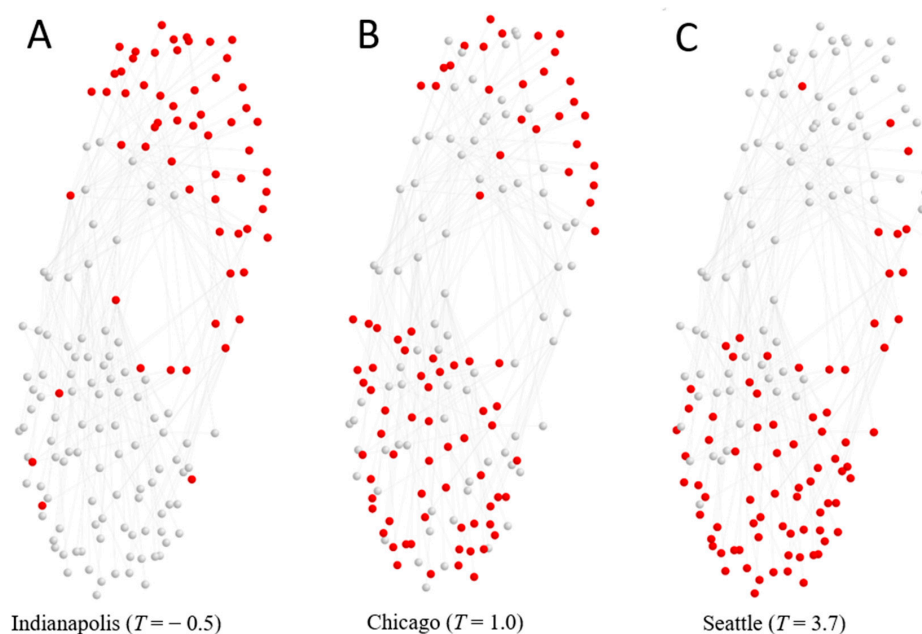 A B C
Indianapolis (T = − 0.5) Chicago (T = 1.0) Seattle (T = 3.7)